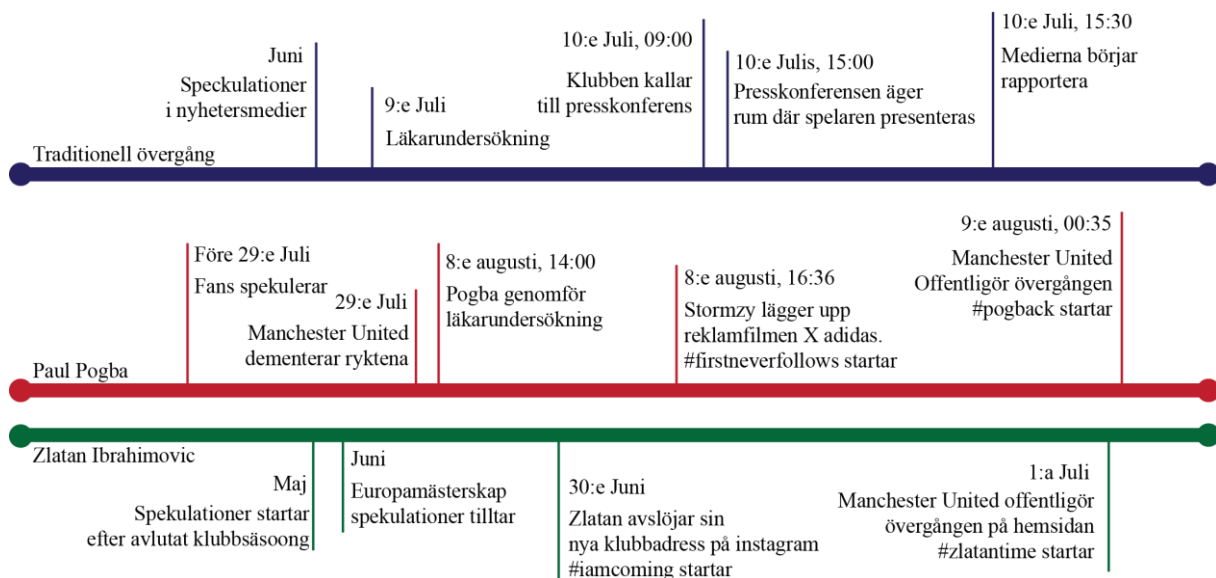 Juni
Speckulationer
i nyhetersmedier
9:e Juli
Läkarundersökning
10:e Juli, 09:00
Klubben kallar
till presskonferens
10:e Julis, 15:00
Presskonferensen äger
rum där spelaren presenteras
10:e Juli, 15:30
Medierna börjar
rapportera
Traditionell övergång
Före 29:e Juli
Fans spekulerar
29:e Juli
Manchester United
dementerar ryktena
8:e augusti, 14:00
Pogba genomför
läkarundersökning
8:e augusti, 16:36
Stormzy lägger upp
reklamfilmen X adidas.
#firstneverfollows startar
9:e augusti, 00:35
Manchester United
Offentligör övergången
#pogback startar
Paul Pogba
Zlatan Ibrahimovic
Maj
Spekulationer startar
efter avlutat klubbsäsoong
Juni
Europamästerskap
spekulationer tilltar
30:e Juni
Zlatan avslöjar sin
nya klubbadress på instagram
#iamcoming startar
1:a Juli
Manchester United offentligör
övergången på hemsidan
#zlatantime startar